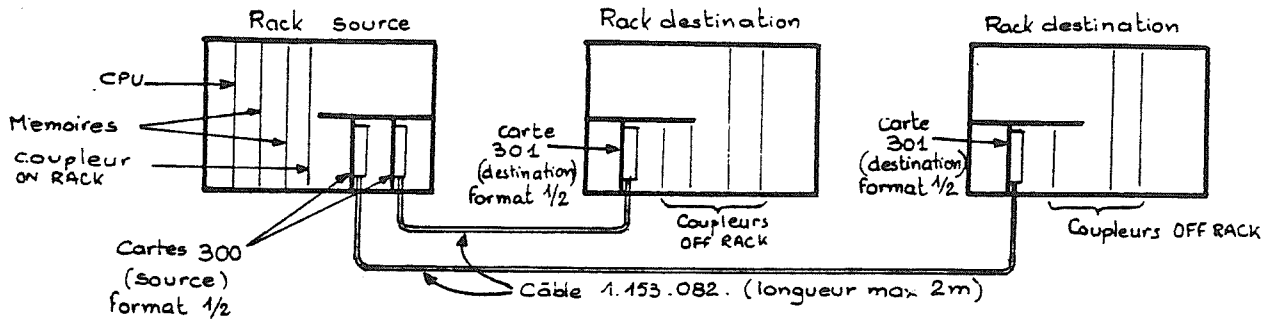 Rack source
Rack destination
Rack destination
CPU
Mémoires
Coupleur
ON RACK
Carte
301
(destination)
format 1/2
Carte
301
(destination)
format 1/2
Coupleurs
OFF RACK
Coupleurs OFF RACK
Cartes 300
(source)
format 1/2
Câble 1.153.082. (longueur max 2m)